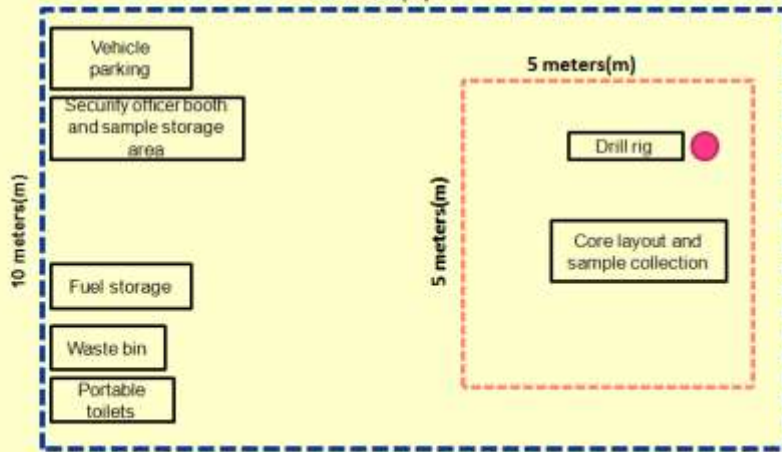 Vehicle
parking
5 meters(m)
Security officer booth
and sample storage
area
Drill rig
10 meters(m)
5 meters(m)
Core layout and
sample collection
Fuel storage
Waste bin
Portable
toilets